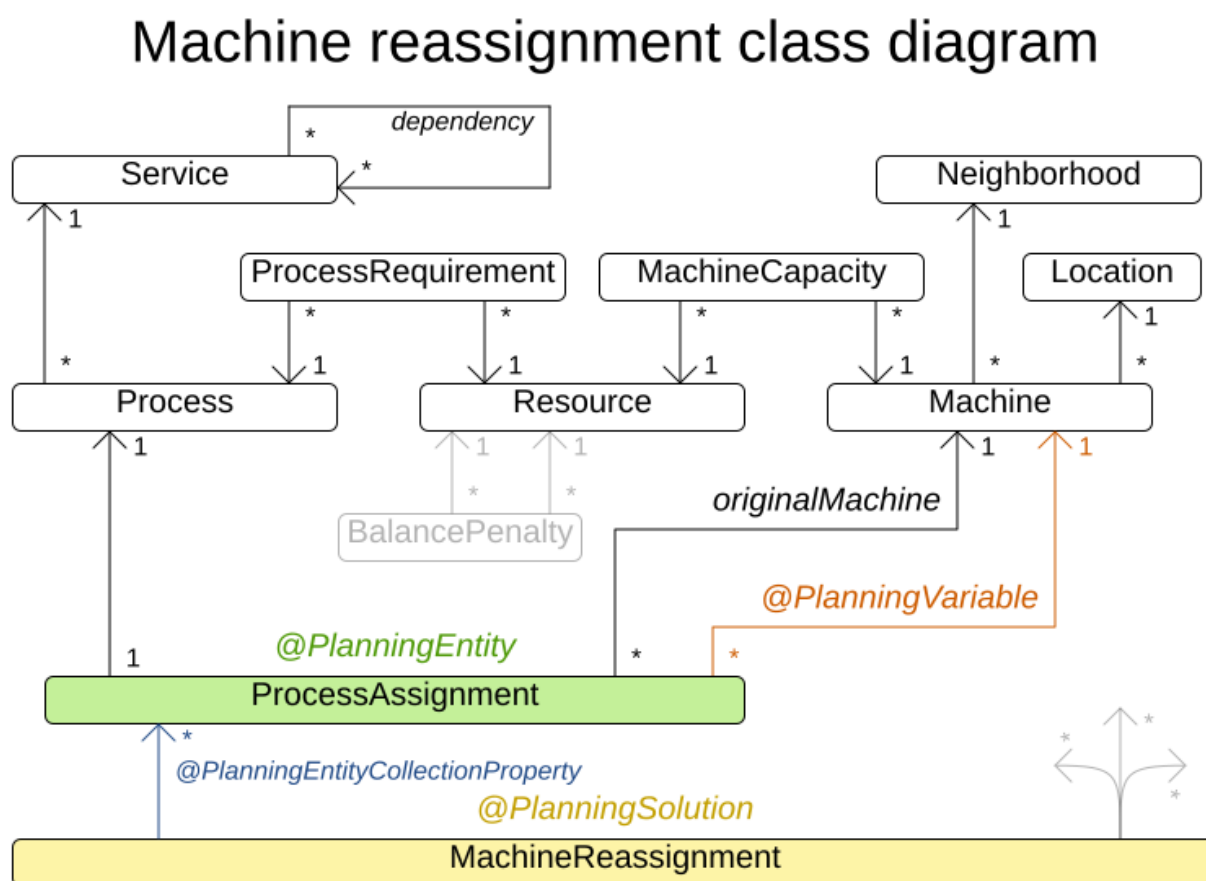 Machine reassignment class diagram
dependency
*
*
Service
Neighborhood
1
1
ProcessRequirement
MachineCapacity
Location
* * * * 1
* 1 1 1 1 * *
Process
Resource
Machine
1 1 1 1 1
* *
originalMachine
BalancePenalty
@PlanningVariable
@PlanningEntity
1 * *
ProcessAssignment
* * *
@PlanningEntityCollectionProperty
*
@PlanningSolution
MachineReassignment